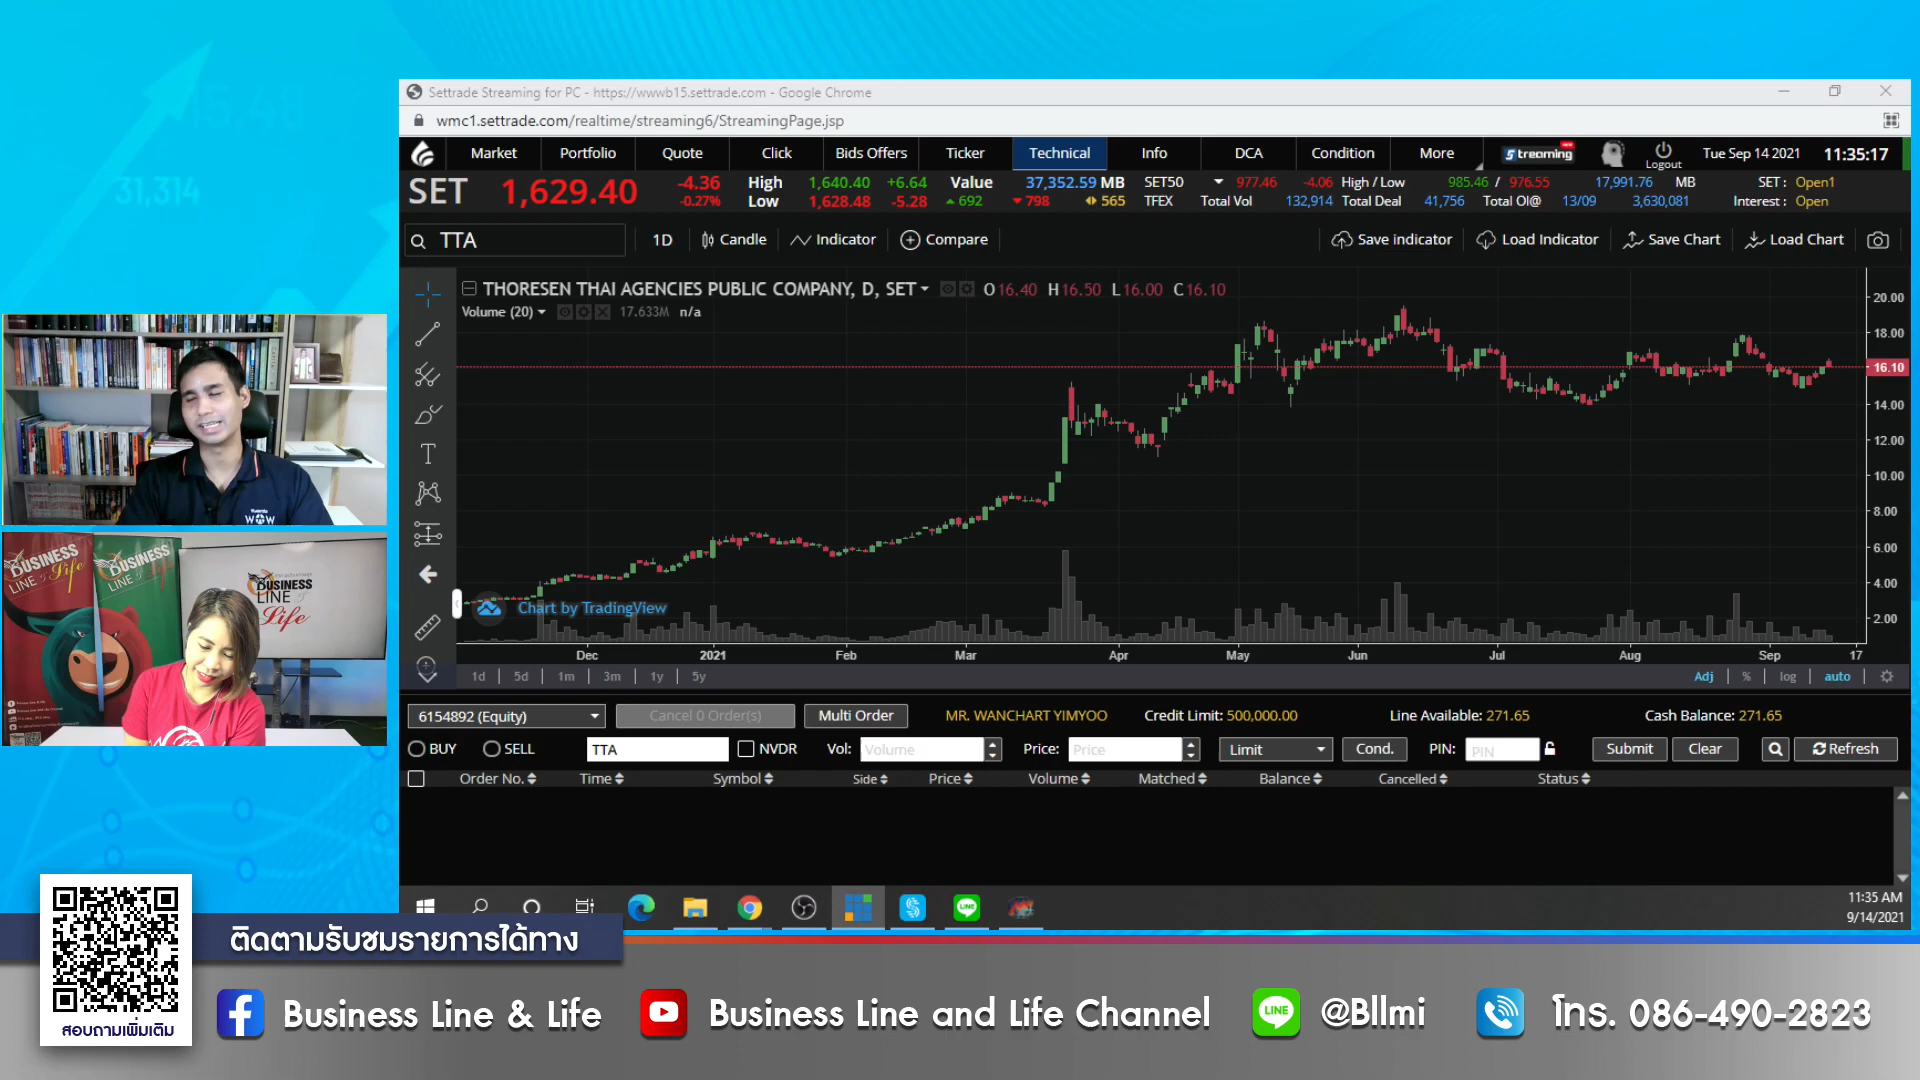 Settrade Streaming for PC - https://wwwb15.settrade.com - Google Chrome
wmc1.settrade.com/realtime/streaming6/StreamingPage.jsp
Market Portfolio Quote Click Bids Offers Ticker Technical Info DCA Condition More Streaming Logout Tue Sep 14 2021 11:35:17
SET 1,629.40 -4.36 -0.27%
High 1,640.40 +6.64 Value 37,352.59 MB SET50 977.46 -4.06 High / Low 985.46 / 976.55 17,991.76 MB SET : Open1
Low 1,628.48 -5.28 692 798 565 TFEX Total Vol 132,914 Total Deal 41,756 Total OI@ 13/09 3,630,081 Interest : Open
TTA 1D Candle Indicator Compare Save indicator Load Indicator Save Chart Load Chart
THORESEN THAI AGENCIES PUBLIC COMPANY, D, SET O 16.40 H 16.50 L 16.00 C 16.10
Volume (20) 17.633M n/a
20.00
18.00
16.10
14.00
12.00
10.00
8.00
6.00
4.00
2.00
Chart by TradingView
Dec 2021 Feb Mar Apr May Jun Jul Aug Sep 17
1d 5d 1m 3m 1y 5y Adj % log auto
6154892 (Equity) Cancel 0 Order(s) Multi Order MR. WANCHART YIMYOO Credit Limit: 500,000.00 Line Available: 271.65 Cash Balance: 271.65
BUY SELL TTA NVDR Vol: Volume Price: Price Limit Cond. PIN: PIN Submit Clear Refresh
Order No. Time Symbol Side Price Volume Matched Balance Cancelled Status
11:35 AM
9/14/2021
31,314
WOW
BUSINESS
LINE & Life
BUSINESS
LINE & Life
BUSINESS
LINE &
Life
ติดตามรับชมรายการได้ทาง
สอบถามเพิ่มเติม
Business Line & Life
Business Line and Life Channel
LINE @Bllmi
โทร. 086-490-2823